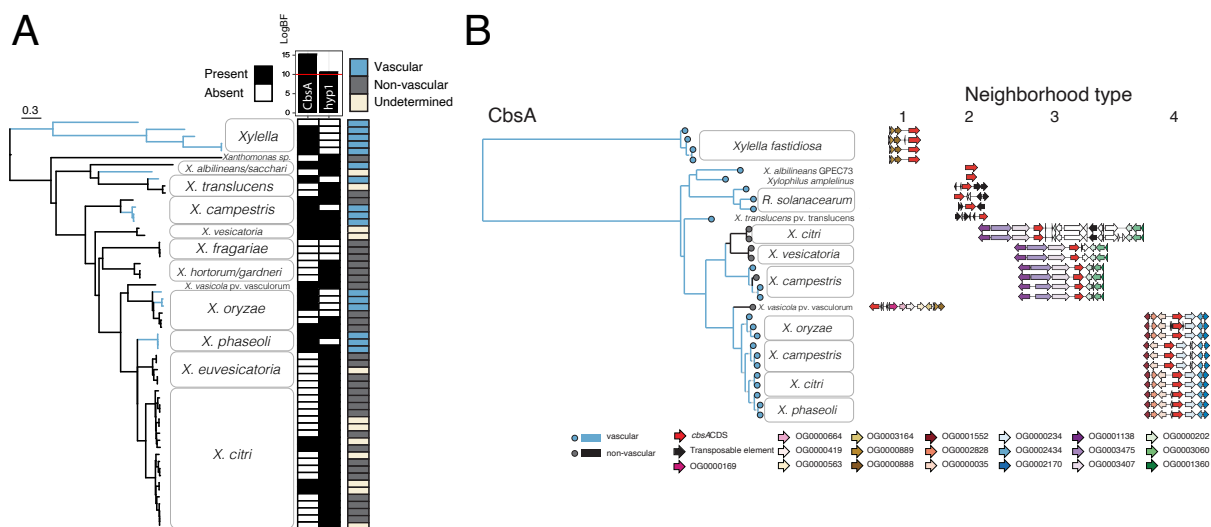 A
LogBF
15
10
5
0
Present
Absent
CbsA
hyp1
Vascular
Non-vascular
Undetermined
0.3
Xylella
Xanthomonas sp.
X. albilineans/sacchari
X. translucens
X. campestris
X. vesicatoria
X. fragariae
X. hortorum/gardneri
X. vasicola pv. vasculorum
X. oryzae
X. phaseoli
X. euvesicatoria
X. citri
B
CbsA
Neighborhood type
1 2 3 4
Xylella fastidiosa
X. albilineans GPEC73
Xylophilus amplelinus
R. solanacearum
X. translucens pv. translucens
X. citri
X. vesicatoria
X. campestris
X. vasicola pv. vasculorum
X. oryzae
X. campestris
X. citri
X. phaseoli
vascular
non-vascular
cbsACDS
Transposable element
OG0000169
OG0000664
OG0000419
OG0000563
OG0003164
OG0000889
OG0000888
OG0001552
OG0002828
OG0000035
OG0000234
OG0002434
OG0002170
OG0001138
OG0003475
OG0003407
OG0000202
OG0003060
OG0001360